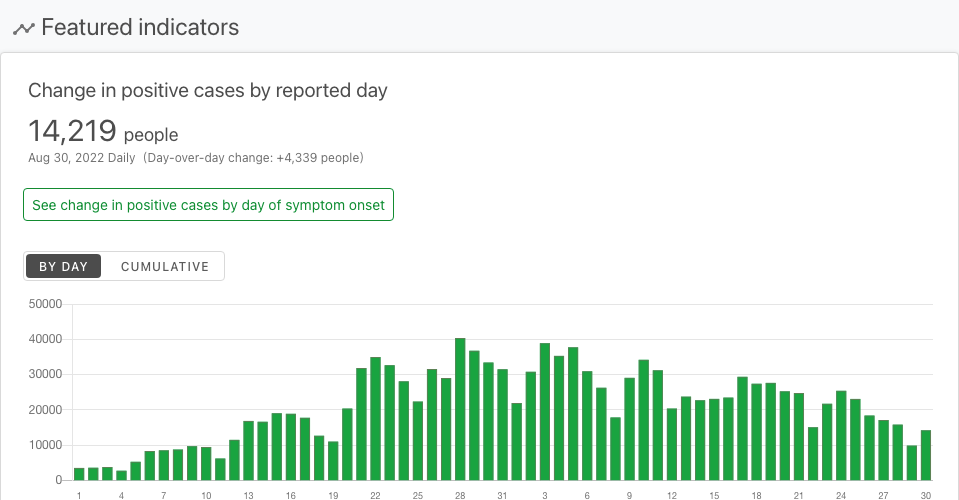 Featured indicators
Change in positive cases by reported day
14,219 people
Aug 30, 2022 Daily (Day-over-day change: +4,339 people)
See change in positive cases by day of symptom onset
BY DAY CUMULATIVE
50000
40000
30000
20000
10000
0
1 4 7 10 13 16 19 22 25 28 31 3 6 9 12 15 18 21 24 27 30